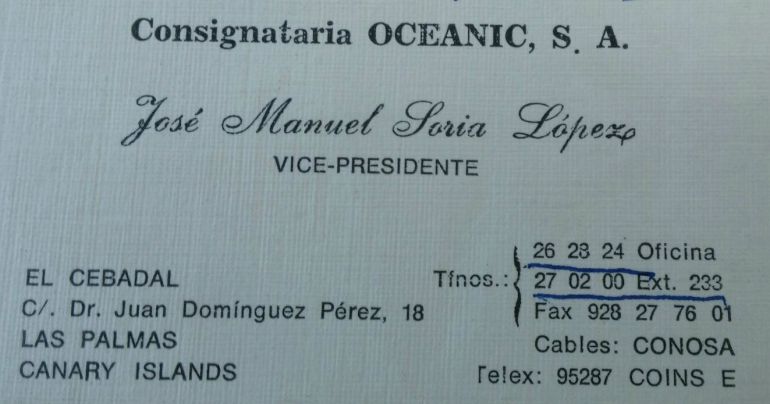 Consignataria OCEANIC, S. A.
José Manuel Soria López
VICE-PRESIDENTE
EL CEBADAL
C/. Dr. Juan Domínguez Pérez, 18
LAS PALMAS
CANARY ISLANDS
Tfnos.: 26 23 24 Oficina
27 02 00 Ext. 233
Fax 928 27 76 01
Cables: CONOSA
Telex: 95287 COINS E